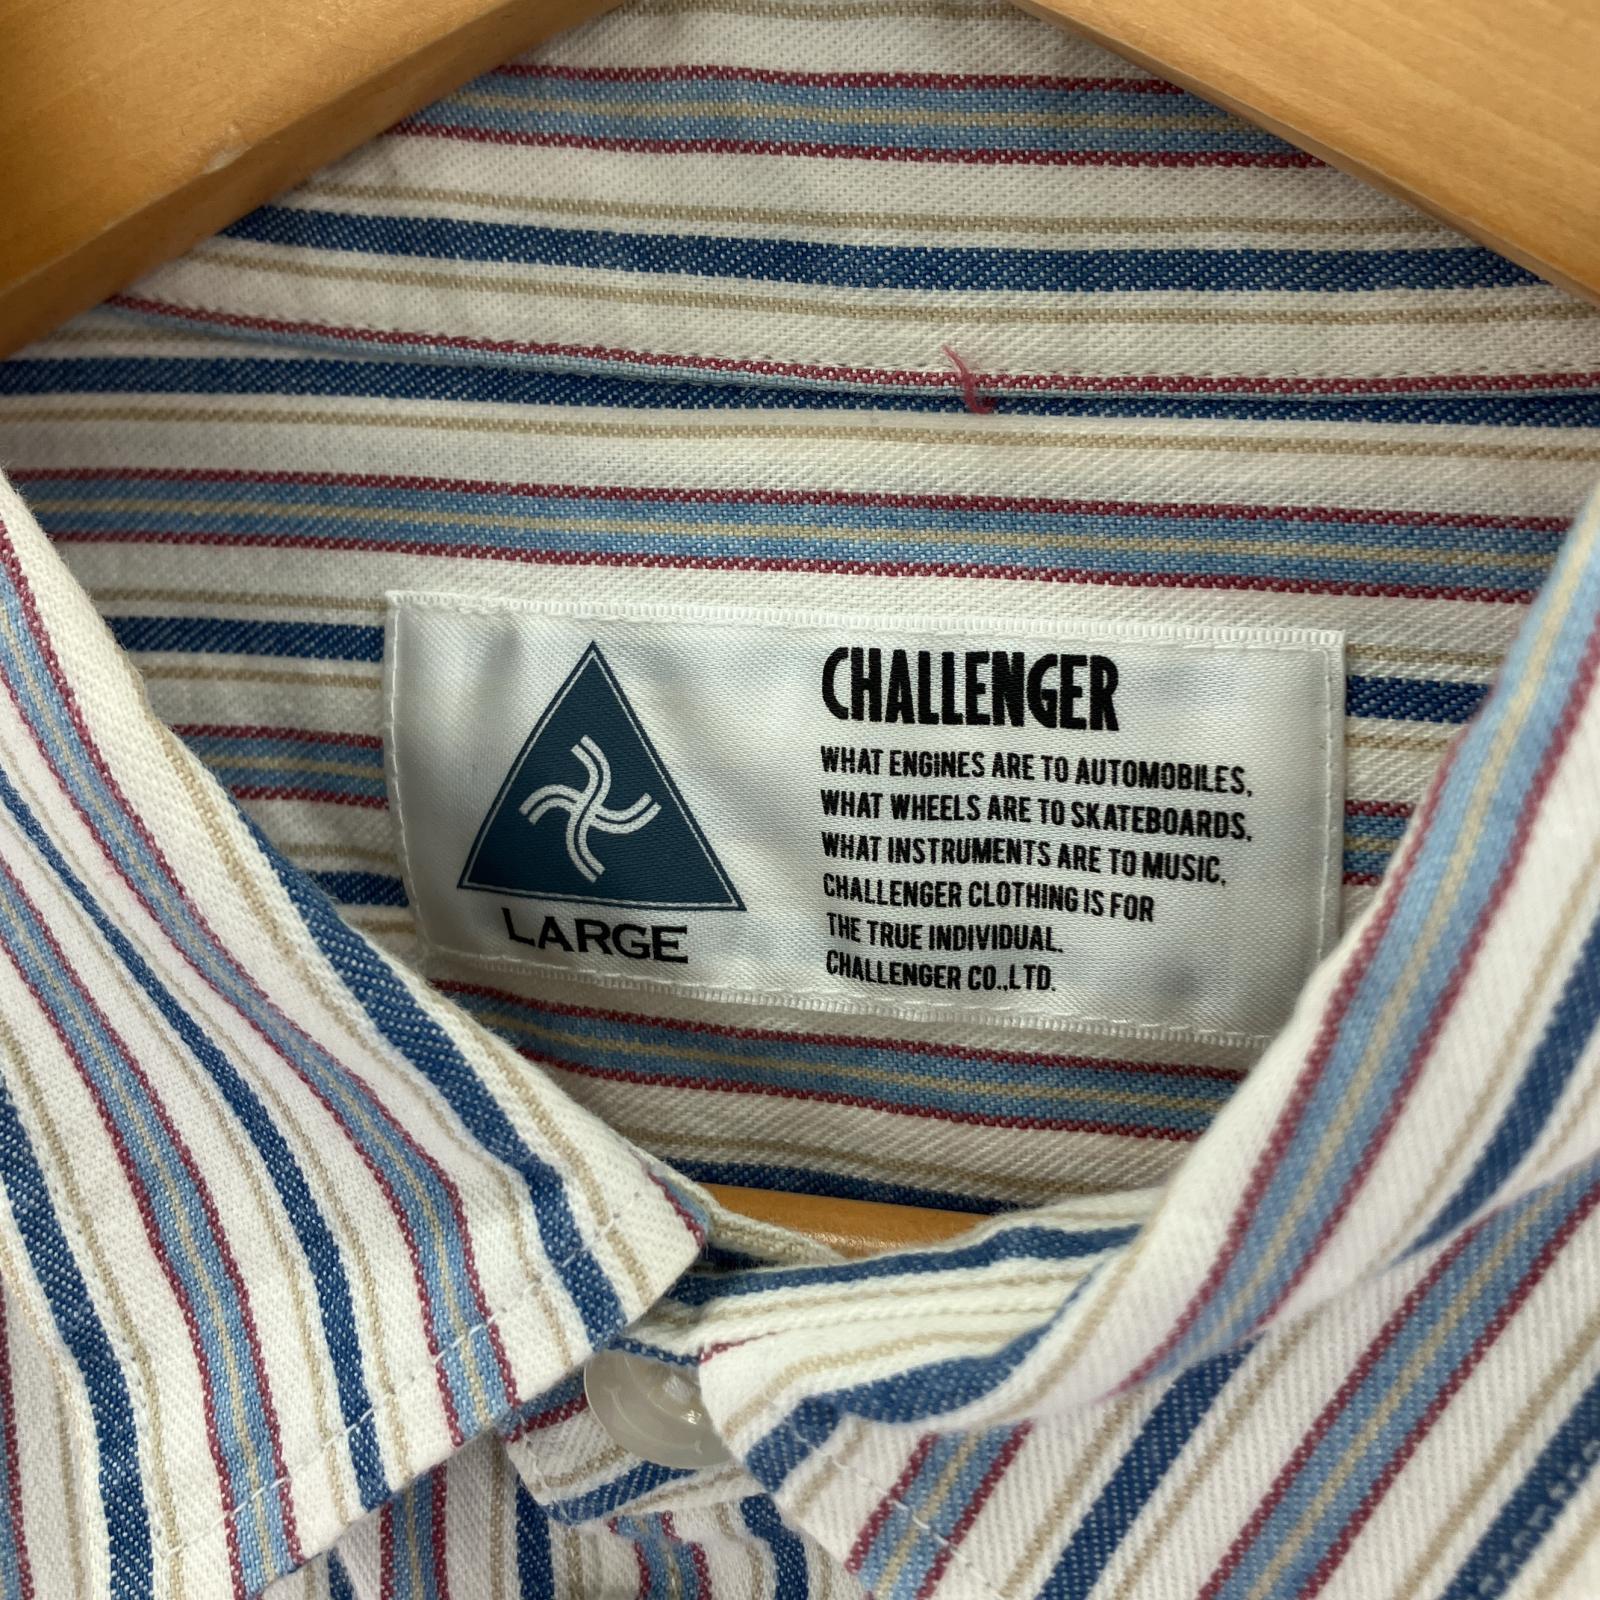 LARGE
CHALLENGER
WHAT ENGINES ARE TO AUTOMOBILES,
WHAT WHEELS ARE TO SKATEBOARDS,
WHAT INSTRUMENTS ARE TO MUSIC,
CHALLENGER CLOTHING IS FOR
THE TRUE INDIVIDUAL.
CHALLENGER CO.,LTD.